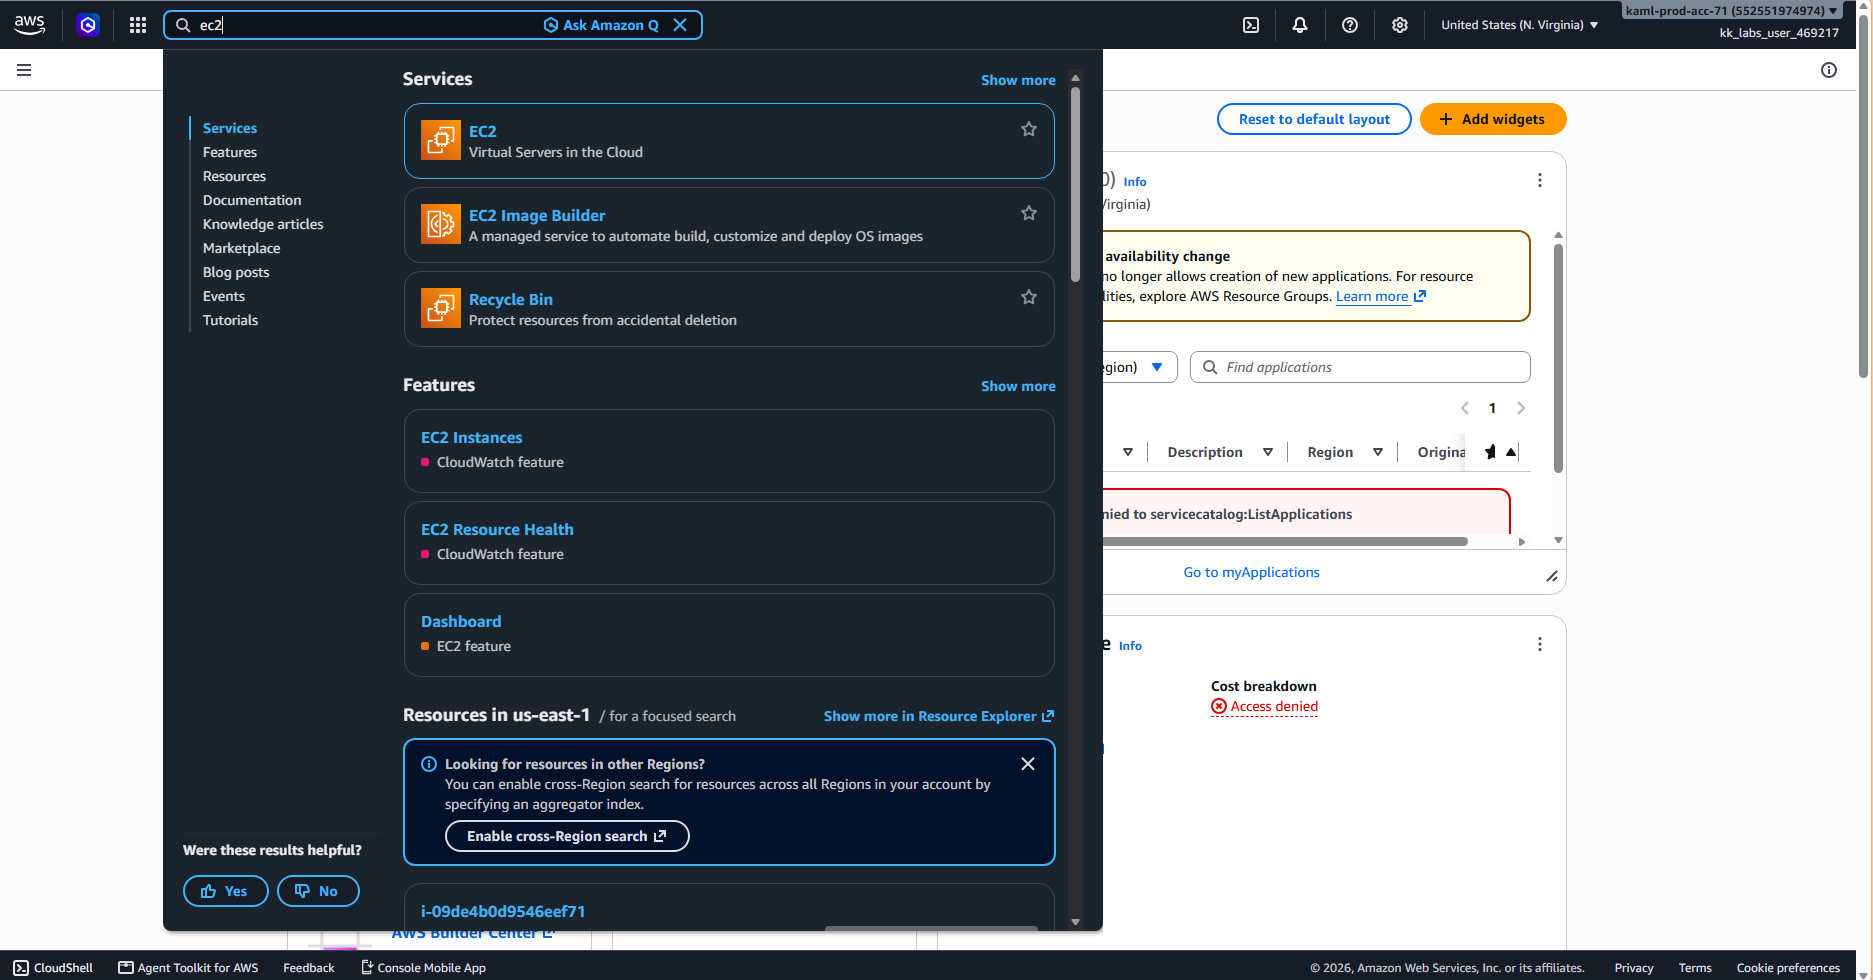 aws
ec2
Ask Amazon Q
United States (N. Virginia)
kaml-prod-acc-71 (552551974974)
kk_labs_user_469217
Services
Features
Resources
Documentation
Knowledge articles
Marketplace
Blog posts
Events
Tutorials
Were these results helpful?
Yes
No
Services
Show more
EC2
Virtual Servers in the Cloud
EC2 Image Builder
A managed service to automate build, customize and deploy OS images
Recycle Bin
Protect resources from accidental deletion
Features
Show more
EC2 Instances
CloudWatch feature
EC2 Resource Health
CloudWatch feature
Dashboard
EC2 feature
Resources in us-east-1 / for a focused search
Show more in Resource Explorer
Looking for resources in other Regions?
You can enable cross-Region search for resources across all Regions in your account by
specifying an aggregator index.
Enable cross-Region search
i-09de4b0d9546eef71
AWS Builder Center
Reset to default layout
+ Add widgets
0) Info
Virginia)
availability change
no longer allows creation of new applications. For resource
lities, explore AWS Resource Groups. Learn more
egion)
Find applications
1
Description
Region
Origina
nied to servicecatalog:ListApplications
Go to myApplications
e Info
Cost breakdown
Access denied
CloudShell
Agent Toolkit for AWS
Feedback
Console Mobile App
© 2026, Amazon Web Services, Inc. or its affiliates.
Privacy
Terms
Cookie preferences